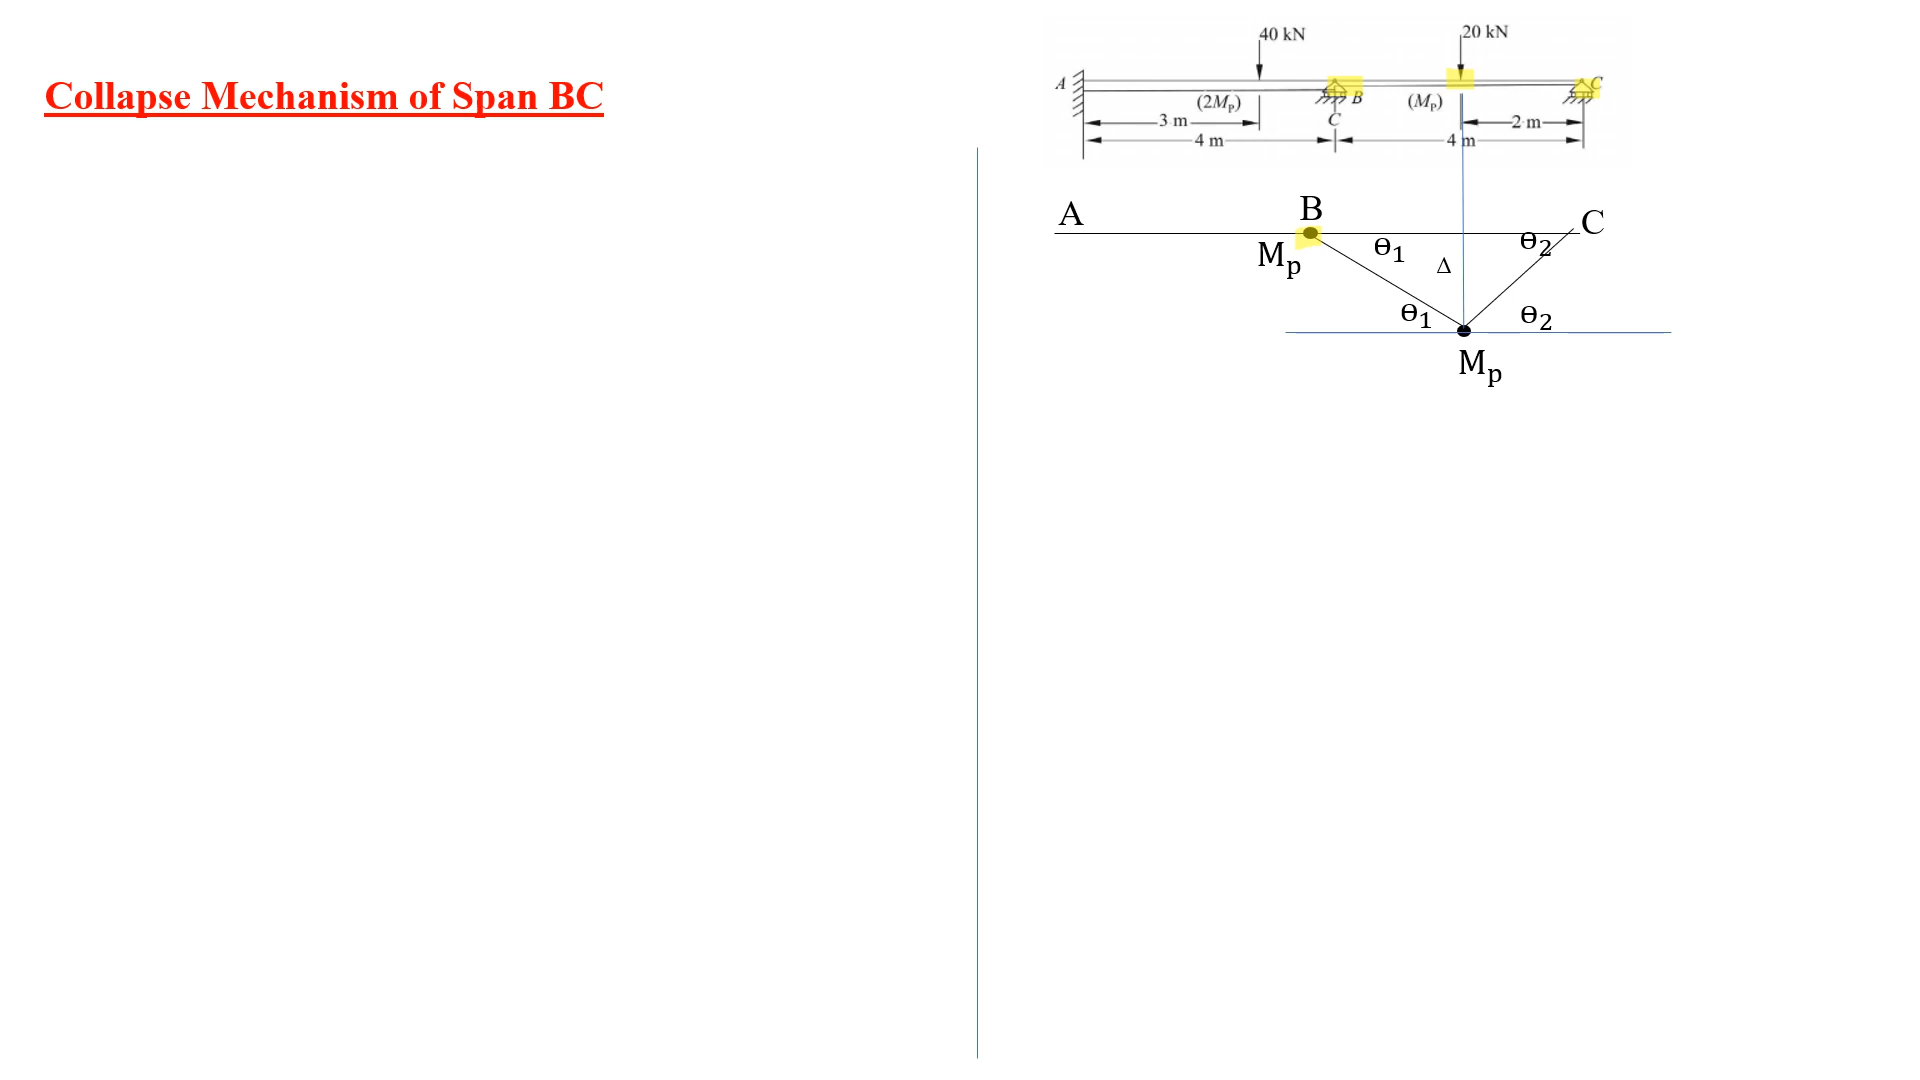 Collapse Mechanism of Span BC
40 kN
20 kN
A
C
(2Mₚ)
B
(Mₚ)
3 m
C
2 m
4 m
4 m
A
B
C
Mₚ
ϴ₁
Δ
ϴ₂
ϴ₁
ϴ₂
Mₚ